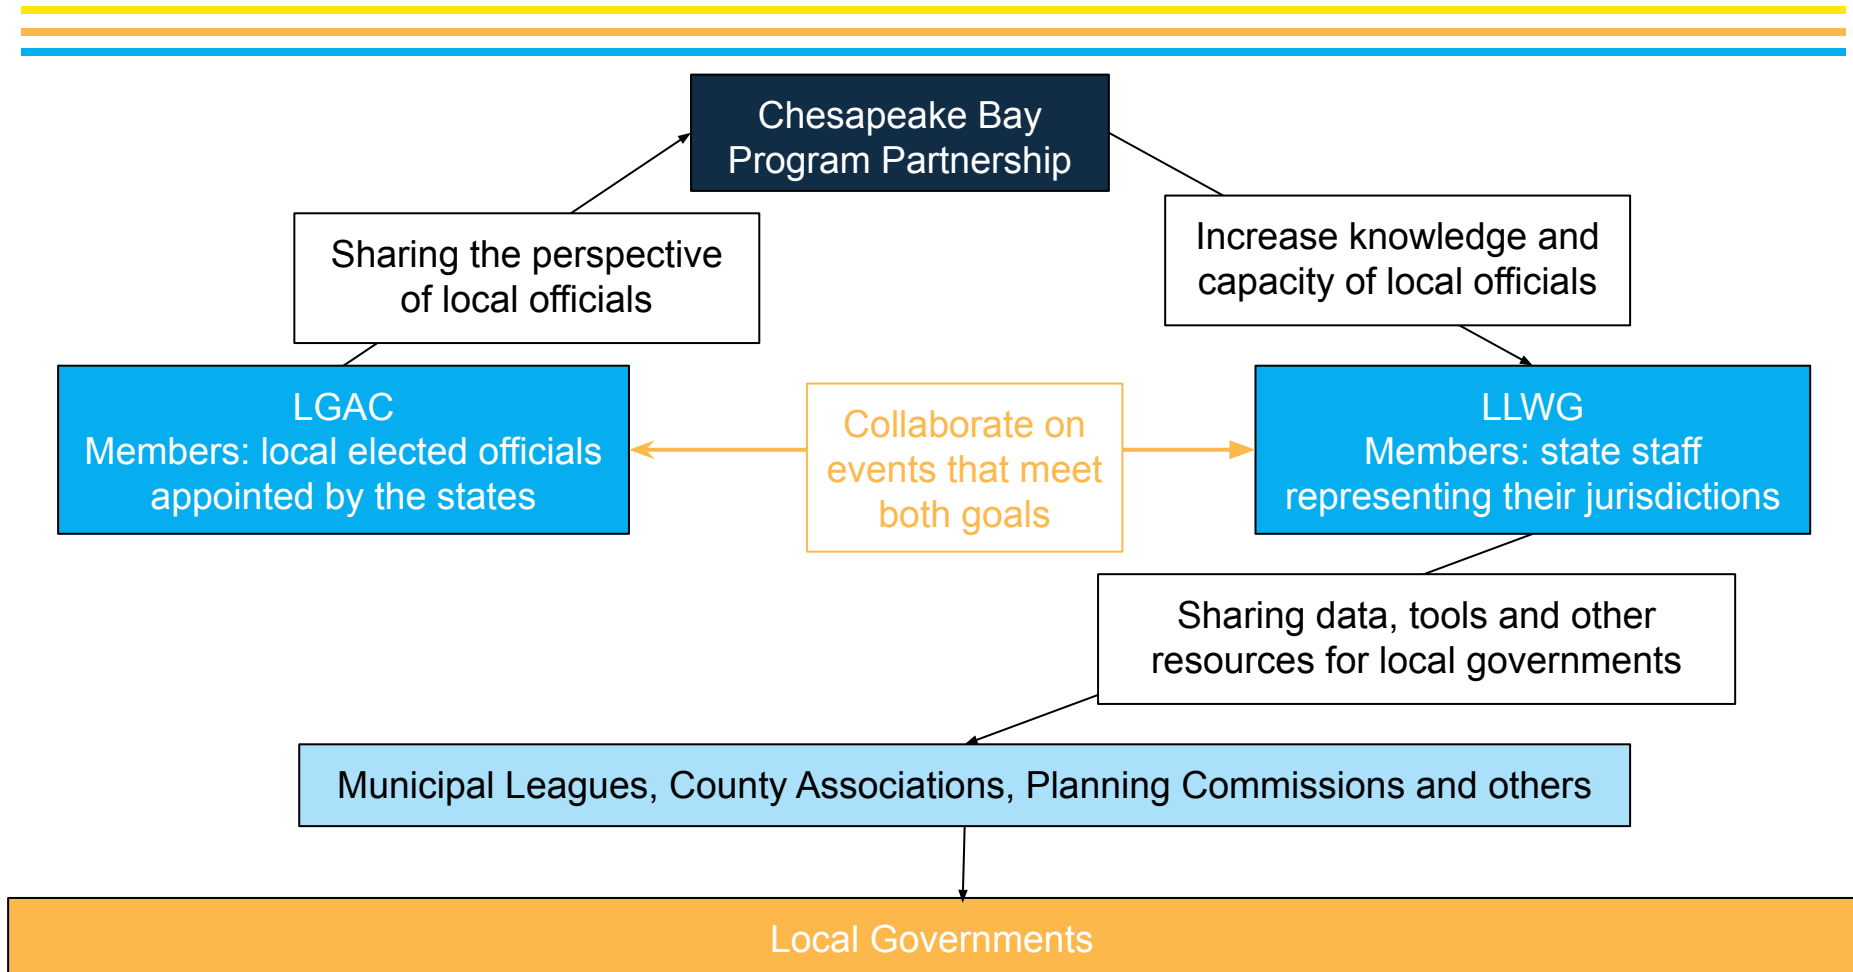 Chesapeake Bay
Program Partnership
Sharing the perspective
of local officials
Increase knowledge and
capacity of local officials
LGAC
Members: local elected officials
appointed by the states
Collaborate on
events that meet
both goals
LLWG
Members: state staff
representing their jurisdictions
Sharing data, tools and other
resources for local governments
Municipal Leagues, County Associations, Planning Commissions and others
Local Governments